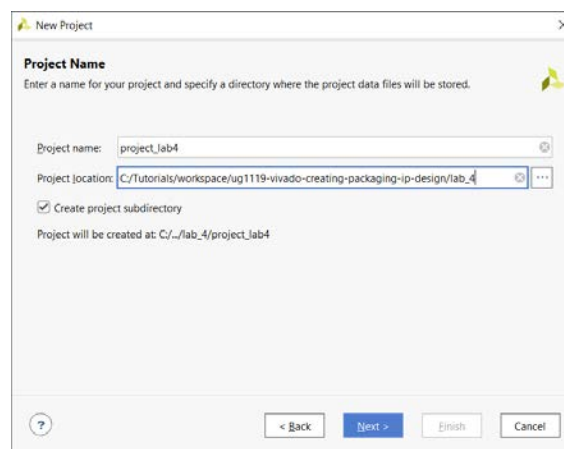 New Project
Project Name
Enter a name for your project and specify a directory where the project data files will be stored.
Project name: project_lab4
Project location: C:/Tutorials/workspace/ug1119-vivado-creating-packaging-ip-design/lab_4
Create project subdirectory
Project will be created at: C:/.../lab_4/project_lab4
? < Back Next > Finish Cancel